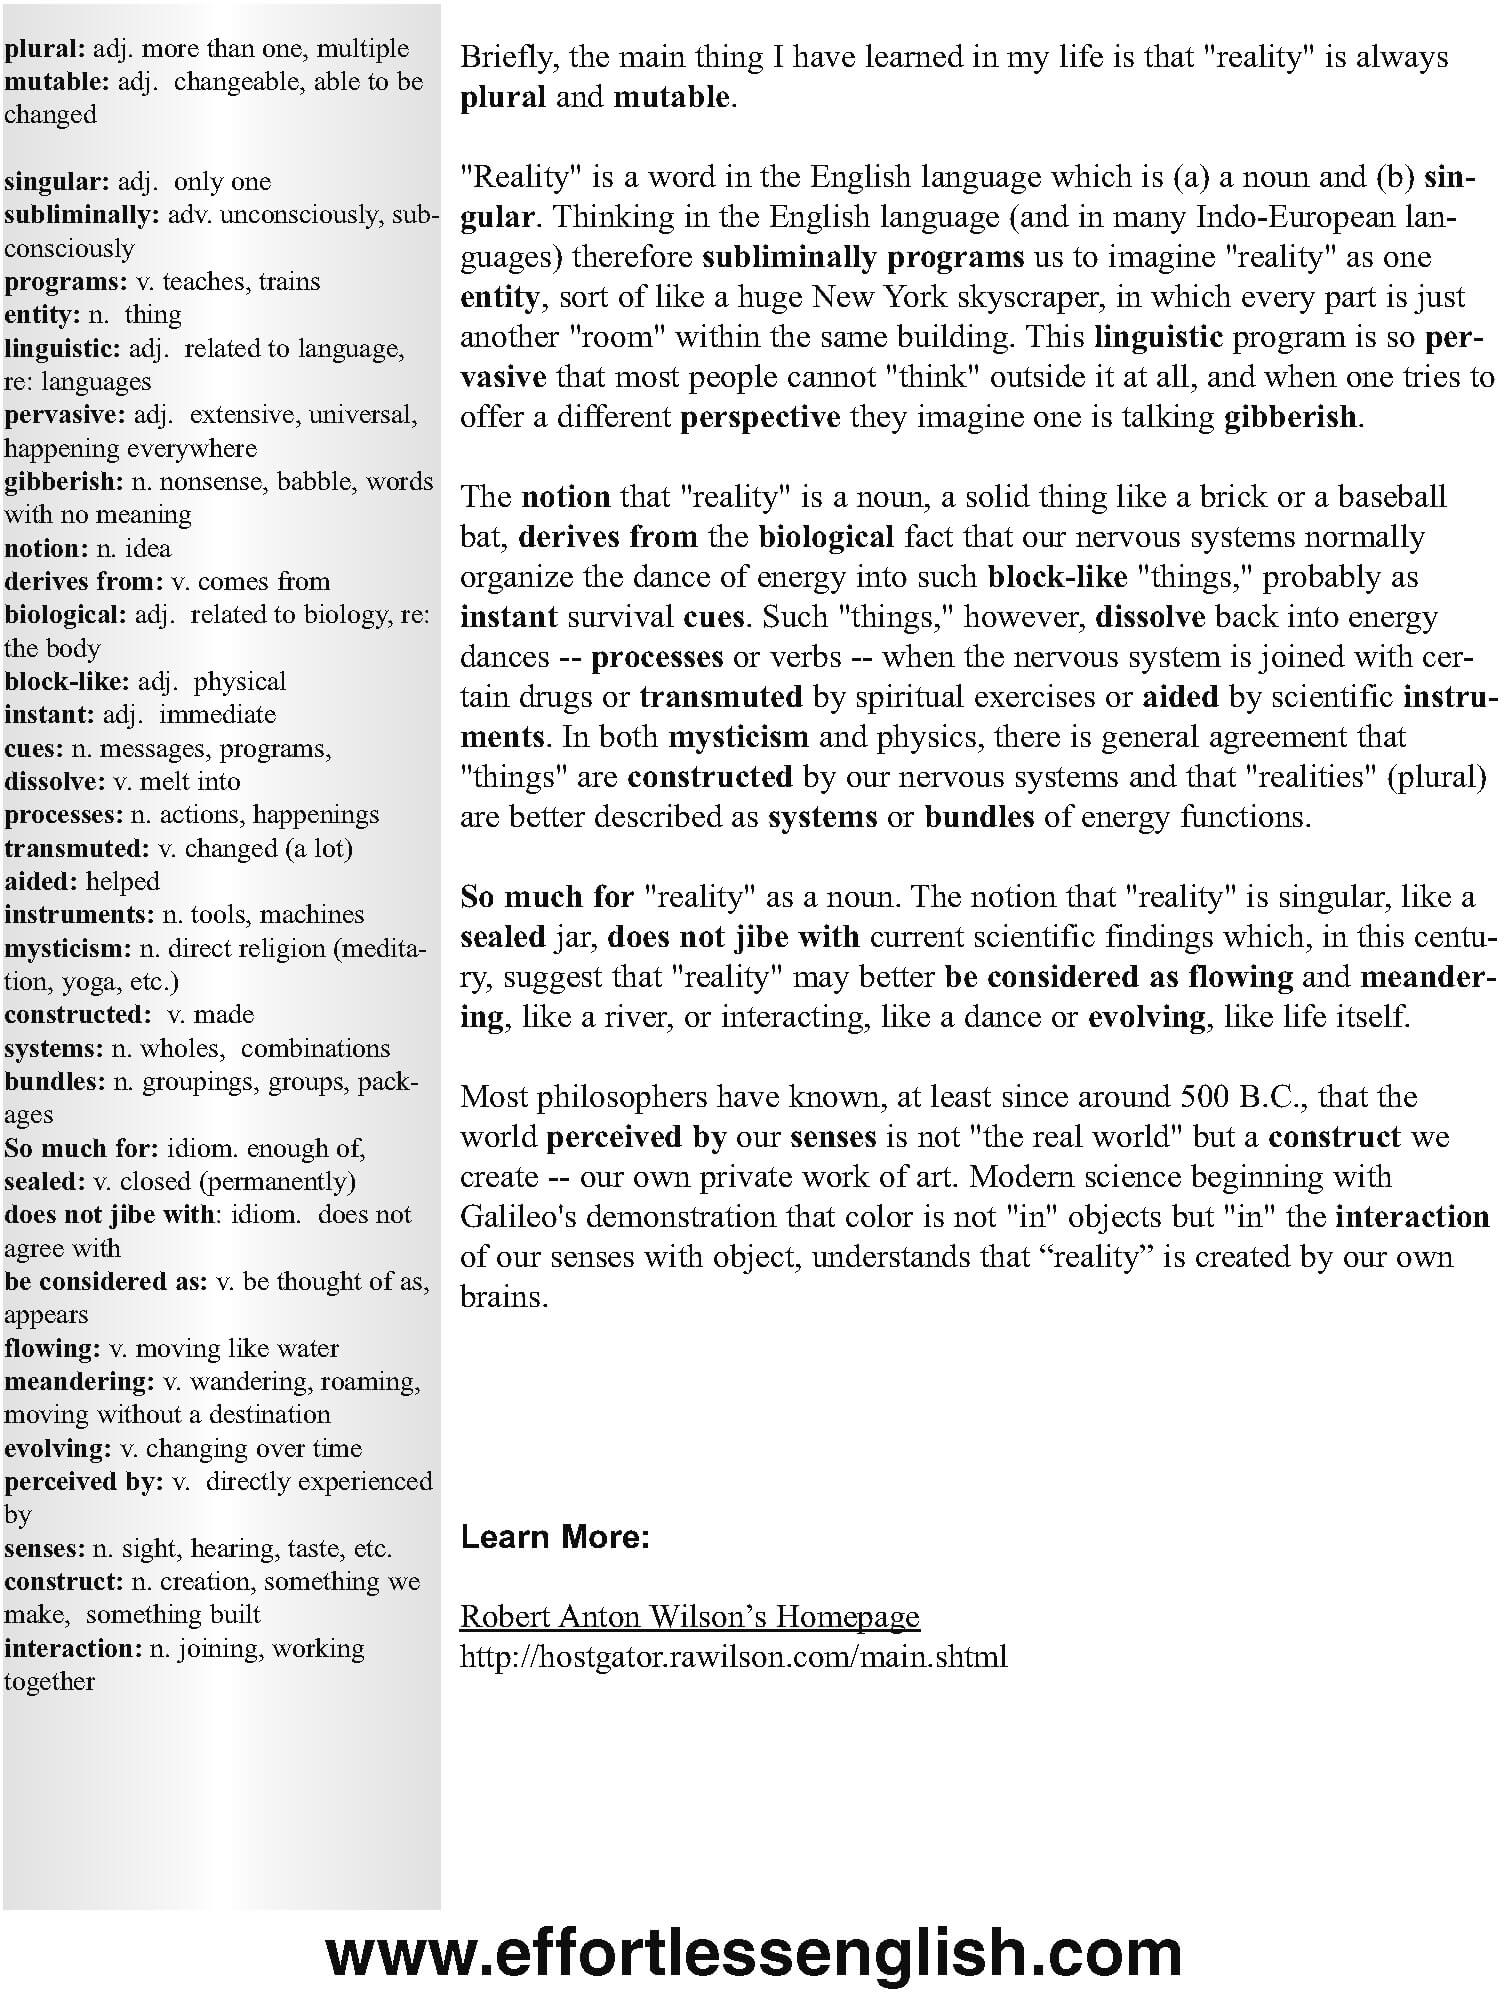 plural: adj. more than one, multiple
mutable: adj. changeable, able to be
changed
singular: adj. only one
subliminally: adv. unconsciously, sub-
consciously
programs: v. teaches, trains
entity: n. thing
linguistic: adj. related to language,
re: languages
pervasive: adj. extensive, universal,
happening everywhere
gibberish: n. nonsense, babble, words
with no meaning
notion: n. idea
derives from: v. comes from
biological: adj. related to biology, re:
the body
block-like: adj. physical
instant: adj. immediate
cues: n. messages, programs,
dissolve: v. melt into
processes: n. actions, happenings
transmuted: v. changed (a lot)
aided: helped
instruments: n. tools, machines
mysticism: n. direct religion (medita-
tion, yoga, etc.)
constructed: v. made
systems: n. wholes, combinations
bundles: n. groupings, groups, pack-
ages
So much for: idiom. enough of,
sealed: v. closed (permanently)
does not jibe with: idiom. does not
agree with
be considered as: v. be thought of as,
appears
flowing: v. moving like water
meandering: v. wandering, roaming,
moving without a destination
evolving: v. changing over time
perceived by: v. directly experienced
by
senses: n. sight, hearing, taste, etc.
construct: n. creation, something we
make, something built
interaction: n. joining, working
together
Briefly, the main thing I have learned in my life is that "reality" is always
plural and mutable.
"Reality" is a word in the English language which is (a) a noun and (b) sin-
gular. Thinking in the English language (and in many Indo-European lan-
guages) therefore subliminally programs us to imagine "reality" as one
entity, sort of like a huge New York skyscraper, in which every part is just
another "room" within the same building. This linguistic program is so per-
vasive that most people cannot "think" outside it at all, and when one tries to
offer a different perspective they imagine one is talking gibberish.
The notion that "reality" is a noun, a solid thing like a brick or a baseball
bat, derives from the biological fact that our nervous systems normally
organize the dance of energy into such block-like "things," probably as
instant survival cues. Such "things," however, dissolve back into energy
dances -- processes or verbs -- when the nervous system is joined with cer-
tain drugs or transmuted by spiritual exercises or aided by scientific instru-
ments. In both mysticism and physics, there is general agreement that
"things" are constructed by our nervous systems and that "realities" (plural)
are better described as systems or bundles of energy functions.
So much for "reality" as a noun. The notion that "reality" is singular, like a
sealed jar, does not jibe with current scientific findings which, in this centu-
ry, suggest that "reality" may better be considered as flowing and meander-
ing, like a river, or interacting, like a dance or evolving, like life itself.
Most philosophers have known, at least since around 500 B.C., that the
world perceived by our senses is not "the real world" but a construct we
create -- our own private work of art. Modern science beginning with
Galileo's demonstration that color is not "in" objects but "in" the interaction
of our senses with object, understands that “reality” is created by our own
brains.
Learn More:
Robert Anton Wilson’s Homepage
http://hostgator.rawilson.com/main.shtml
www.effortlessenglish.com